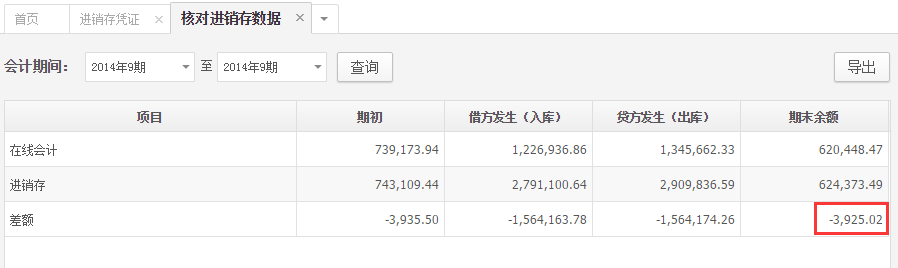 首页 进销存凭证 核对进销存数据
会计期间： 2014年9期 至 2014年9期 查询 导出
项目 期初 借方发生（入库） 贷方发生（出库） 期末余额
在线会计 739,173.94 1,226,936.86 1,345,662.33 620,448.47
进销存 743,109.44 2,791,100.64 2,909,836.59 624,373.49
差额 -3,935.50 -1,564,163.78 -1,564,174.26 -3,925.02